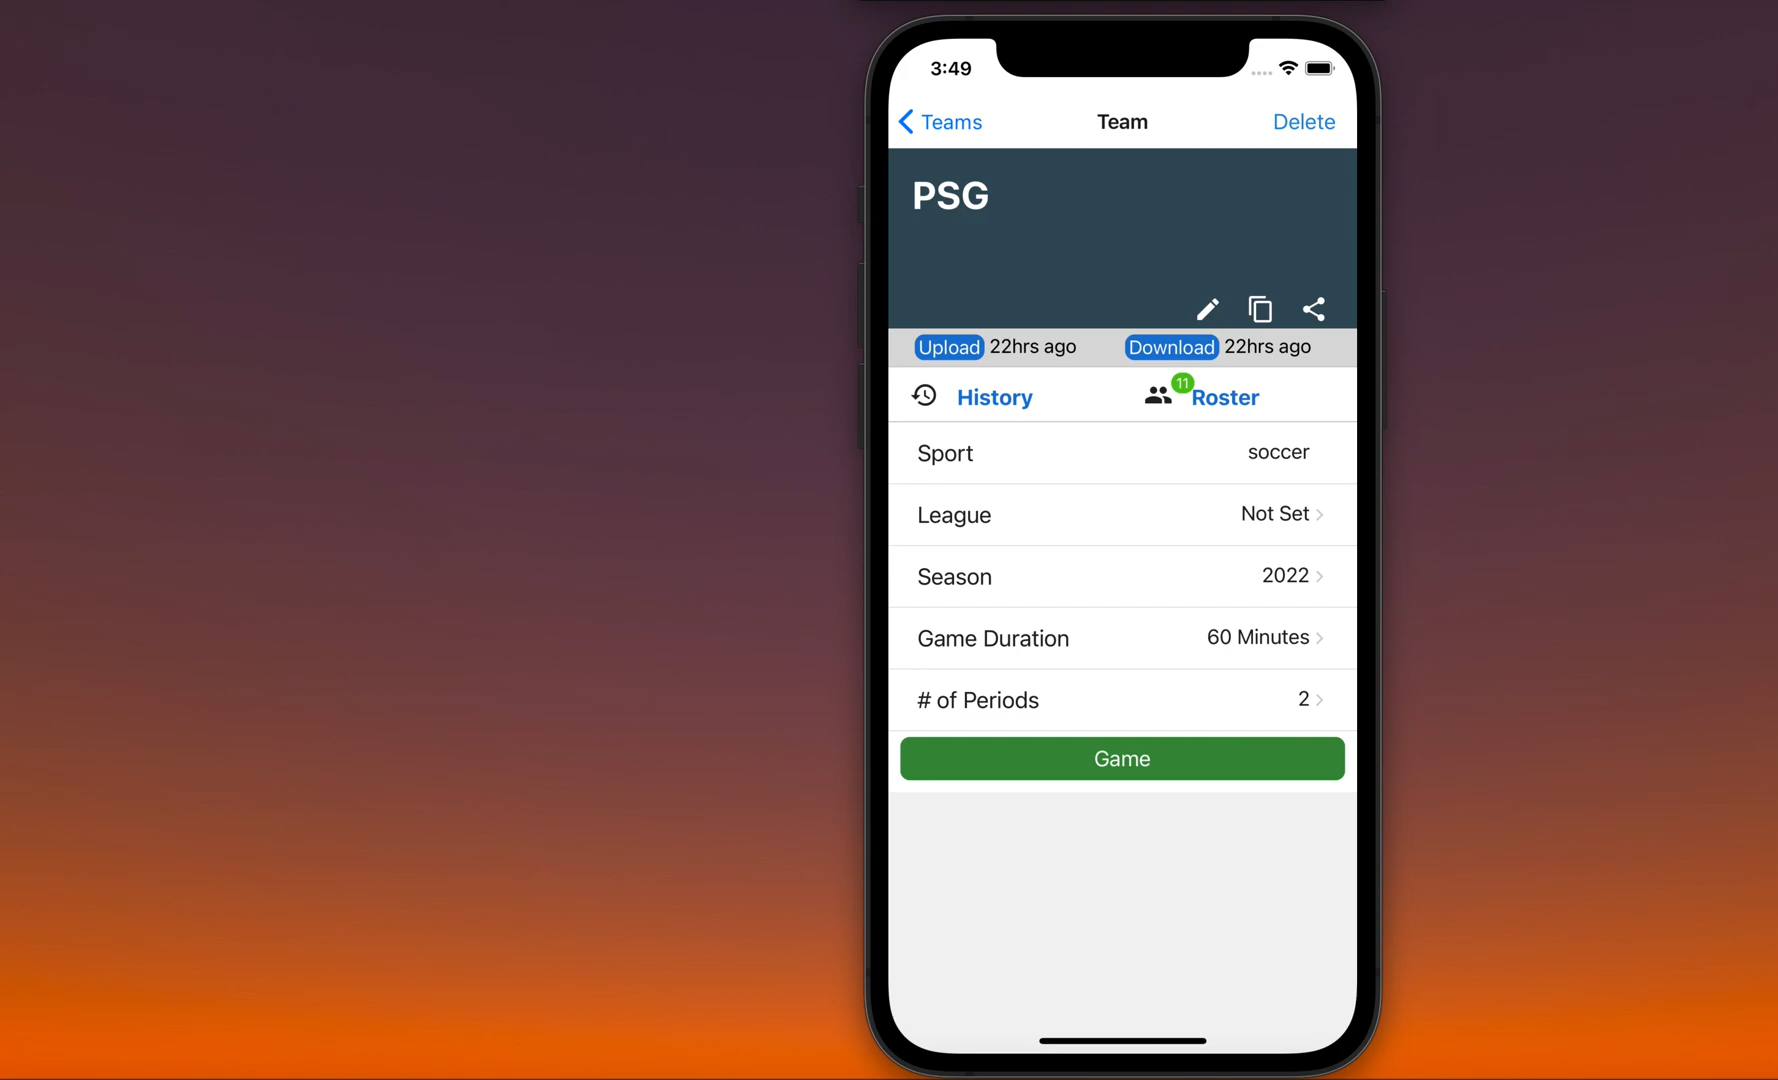 3:49
Teams Team Delete
PSG
Upload 22hrs ago Download 22hrs ago
History 11 Roster
Sport soccer
League Not Set
Season 2022
Game Duration 60 Minutes
# of Periods 2
Game